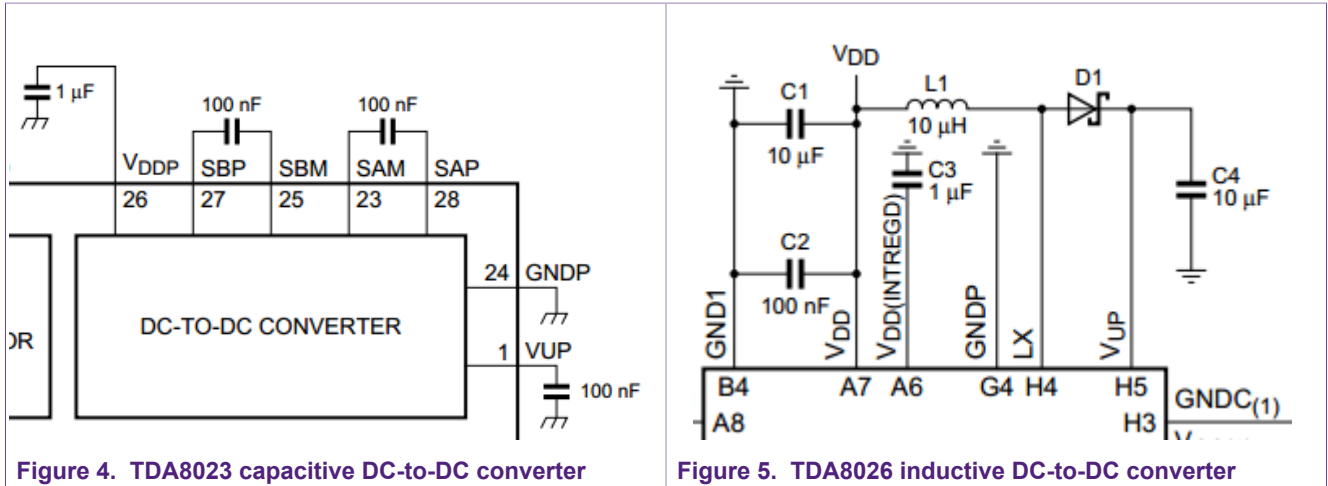 1 μF
100 nF
100 nF
VDDP
SBP
SBM
SAM
SAP
26
27
25
23
28
OR
DC-TO-DC CONVERTER
24
GNDP
1
VUP
100 nF
Figure 4. TDA8023 capacitive DC-to-DC converter
VDD
C1
10 μF
L1
10 μH
D1
C3
1 μF
C4
10 μF
C2
100 nF
GND1
VDD
VDD(INTREGD)
GNDP
LX
VUP
B4
A7
A6
G4
H4
H5
A8
H3
GNDC(1)
Figure 5. TDA8026 inductive DC-to-DC converter